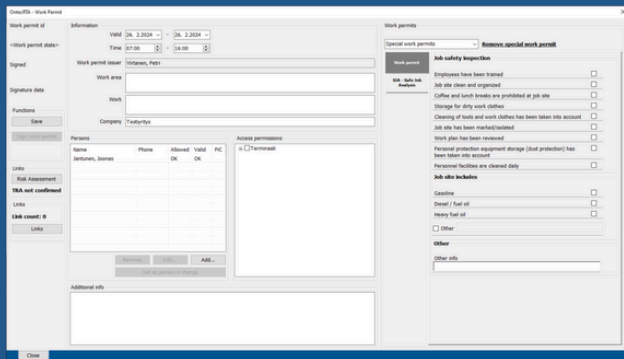 OnteufISk - Work Permit
Work permit id
<Work permit state>
Signed
Signature date
Functions
Save
Sign work permit
Links
Risk Assessment
TRA not confirmed
Links
Link count: 0
Links
Close
Information
Valid 26. 2.2024 - 26. 2.2024
Time 07:00 - 16:00
Work permit issuer Virtanen, Petri
Work area
Work
Company Testiyritys
Persons
Name Phone Allowed Valid PiC
Jantunen, Joonas OK OK
Remove Edit... Add...
Set as person in charge
Access permissions
Terminaali
Additional info
Work permits
Special work permits Remove special work permit
Work permit
SJA - Safe Job
Analysis
Job safety inspection
Employees have been trained
Job site clean and organized
Coffee and lunch breaks are prohibited at job site
Storage for dirty work clothes
Cleaning of tools and work clothes has been taken into account
Job site has been marked/isolated
Work plan has been reviewed
Personal protection equipment storage (dust protection) has
been taken into account
Personnel facilities are cleaned daily
Job site includes
Gasoline
Diesel / fuel oil
Heavy fuel oil
Other
Other
Other info